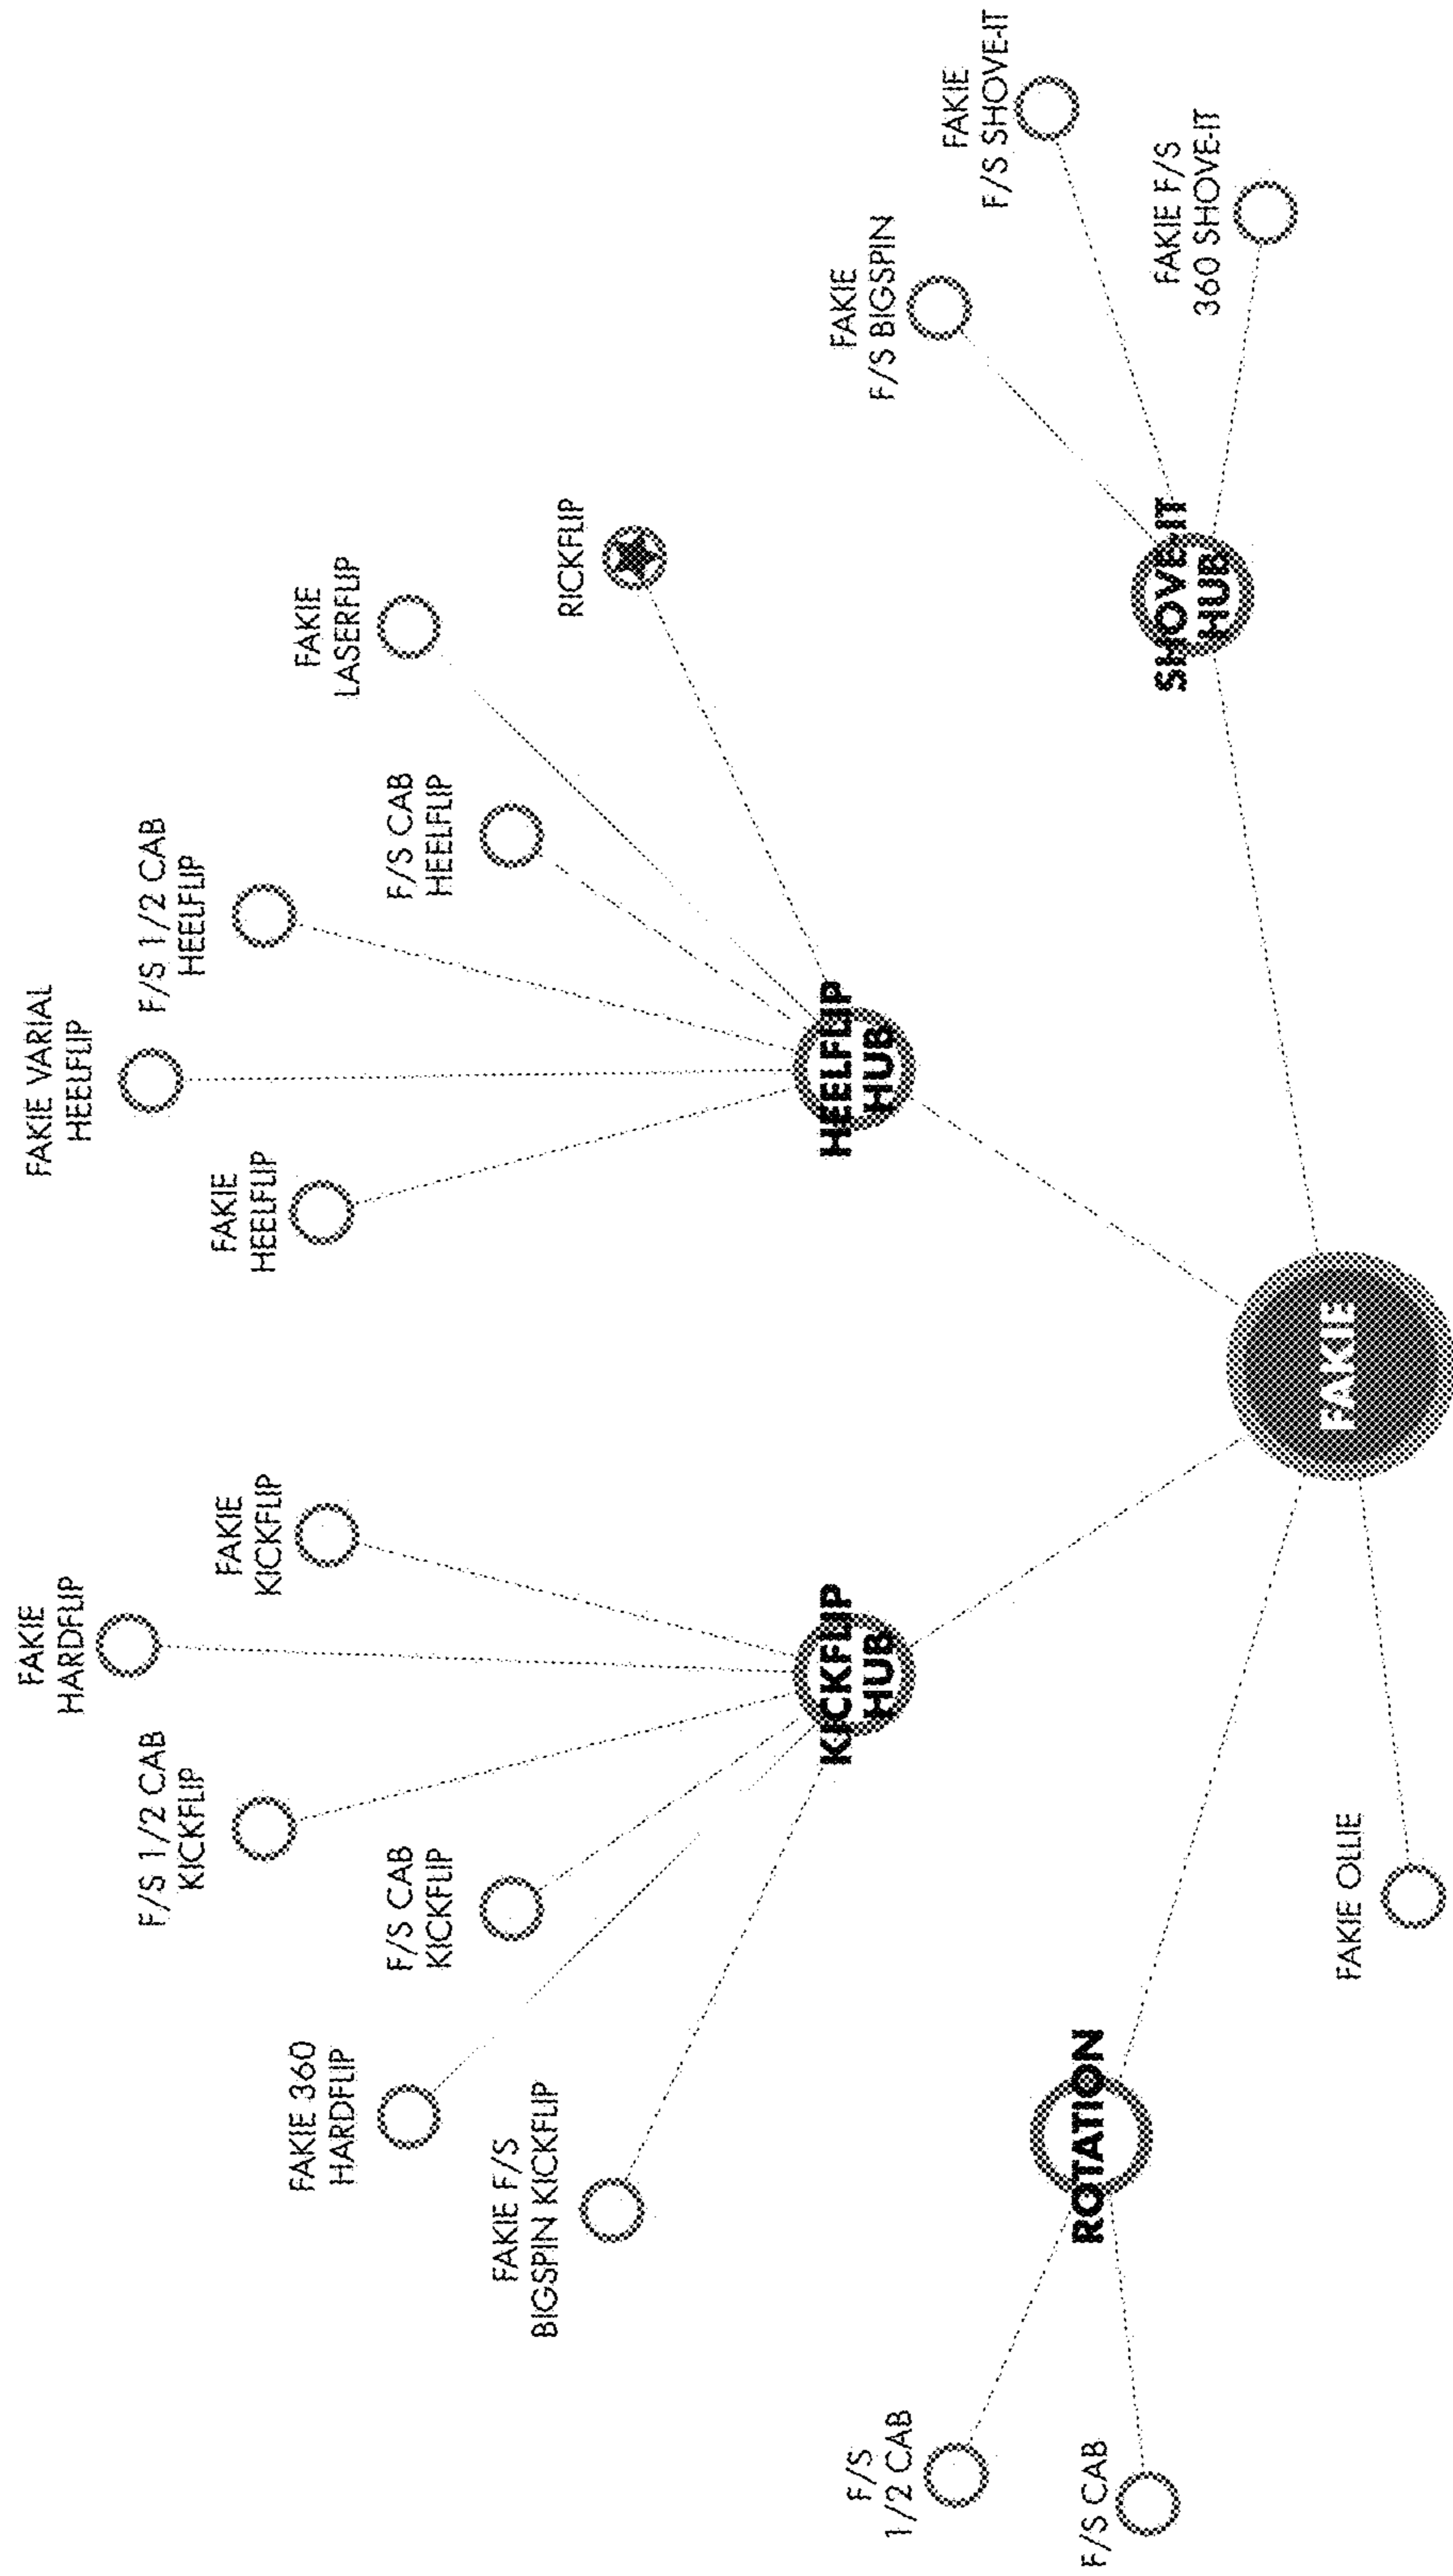 FAKIE
HARDFLIP
FAKIE VARIAL
HEELFLIP
F/S 1/2 CAB
KICKFLIP
FAKIE
KICKFLIP
FAKIE
HEELFLIP
F/S 1/2 CAB
HEELFLIP
FAKIE 360
HARDFLIP
F/S CAB
KICKFLIP
F/S CAB
HEELFLIP
FAKIE
LASERFLIP
FAKIE F/S
BIGSPIN KICKFLIP
RICKFLIP
KICKFLIP
HUB
HEELFLIP
HUB
FAKIE
F/S BIGSPIN
FAKIE
F/S SHOVE-IT
F/S
1/2 CAB
F/S CAB
ROTATION
SHOVE-IT
HUB
FAKIE F/S
360 SHOVE-IT
FAKIE OLLIE
FAKIE